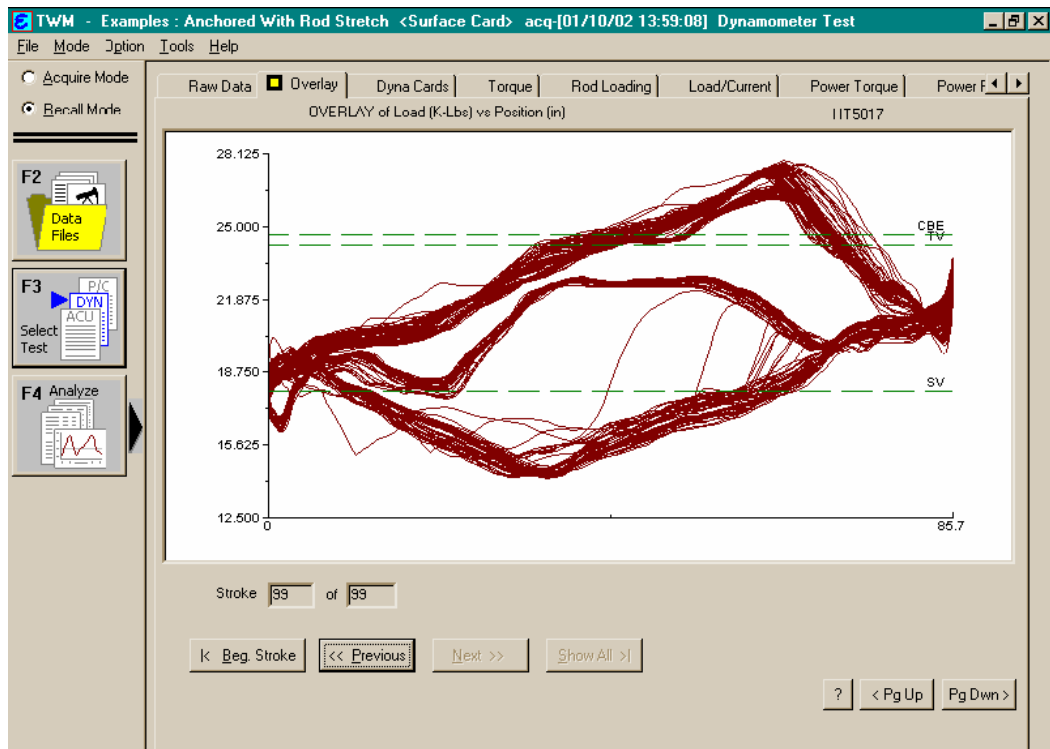 TWM - Examples : Anchored With Rod Stretch <Surface Card> acq-[01/10/02 13:59:08] Dynamometer Test
File Mode Option Tools Help
Acquire Mode
Recall Mode
Raw Data Overlay Dyna Cards Torque Rod Loading Load/Current Power Torque Power
OVERLAY of Load (K-Lbs) vs Position (in)
F2
Data
Files
F3
P/C
DYN
ACU
Select
Test
F4 Analyze
28.125
25.000
21.875
18.750
15.625
12.500
0
85.7
CBE
TV
SV
Stroke 99 of 99
|< Beg. Stroke
<< Previous
Next >>
Show All >|
?
< Pg Up
Pg Dwn >